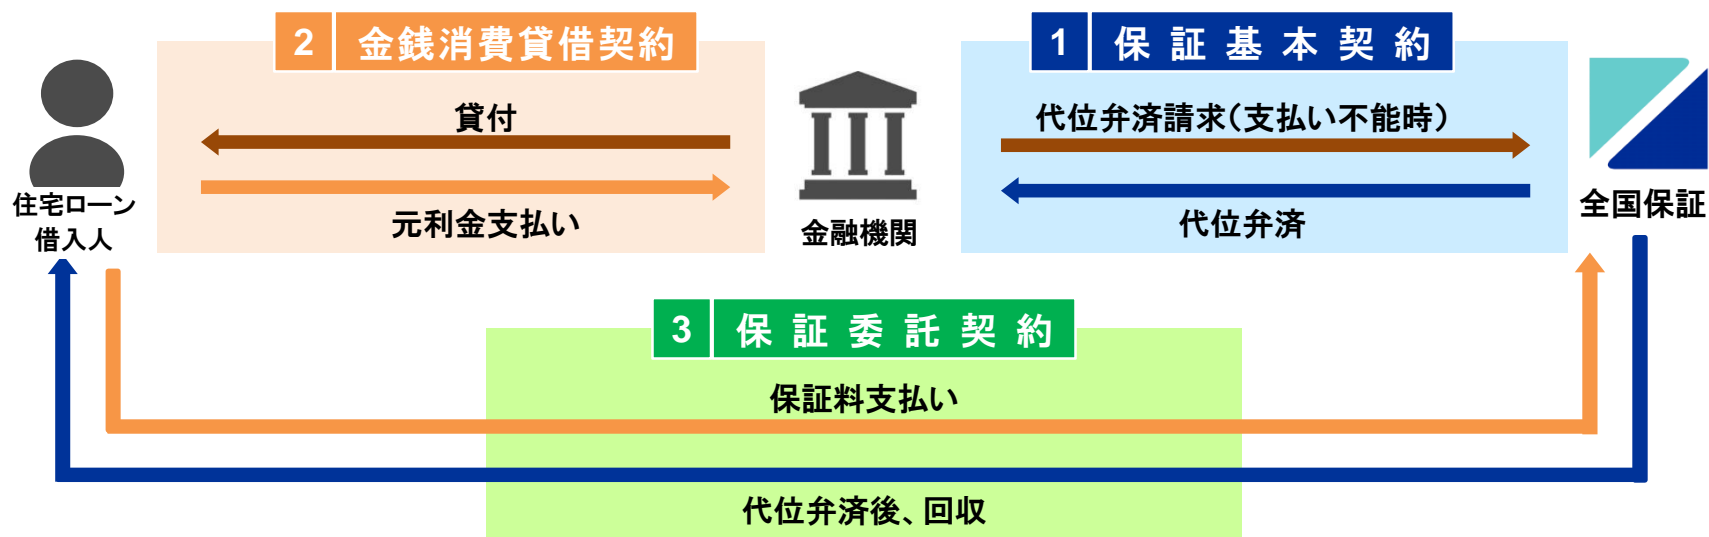 2 金銭消費貸借契約
1 保証基本契約
貸付
代位弁済請求(支払い不能時)
住宅ローン
借入人
元利金支払い
金融機関
代位弁済
全国保証
3 保証委託契約
保証料支払い
代位弁済後、回収